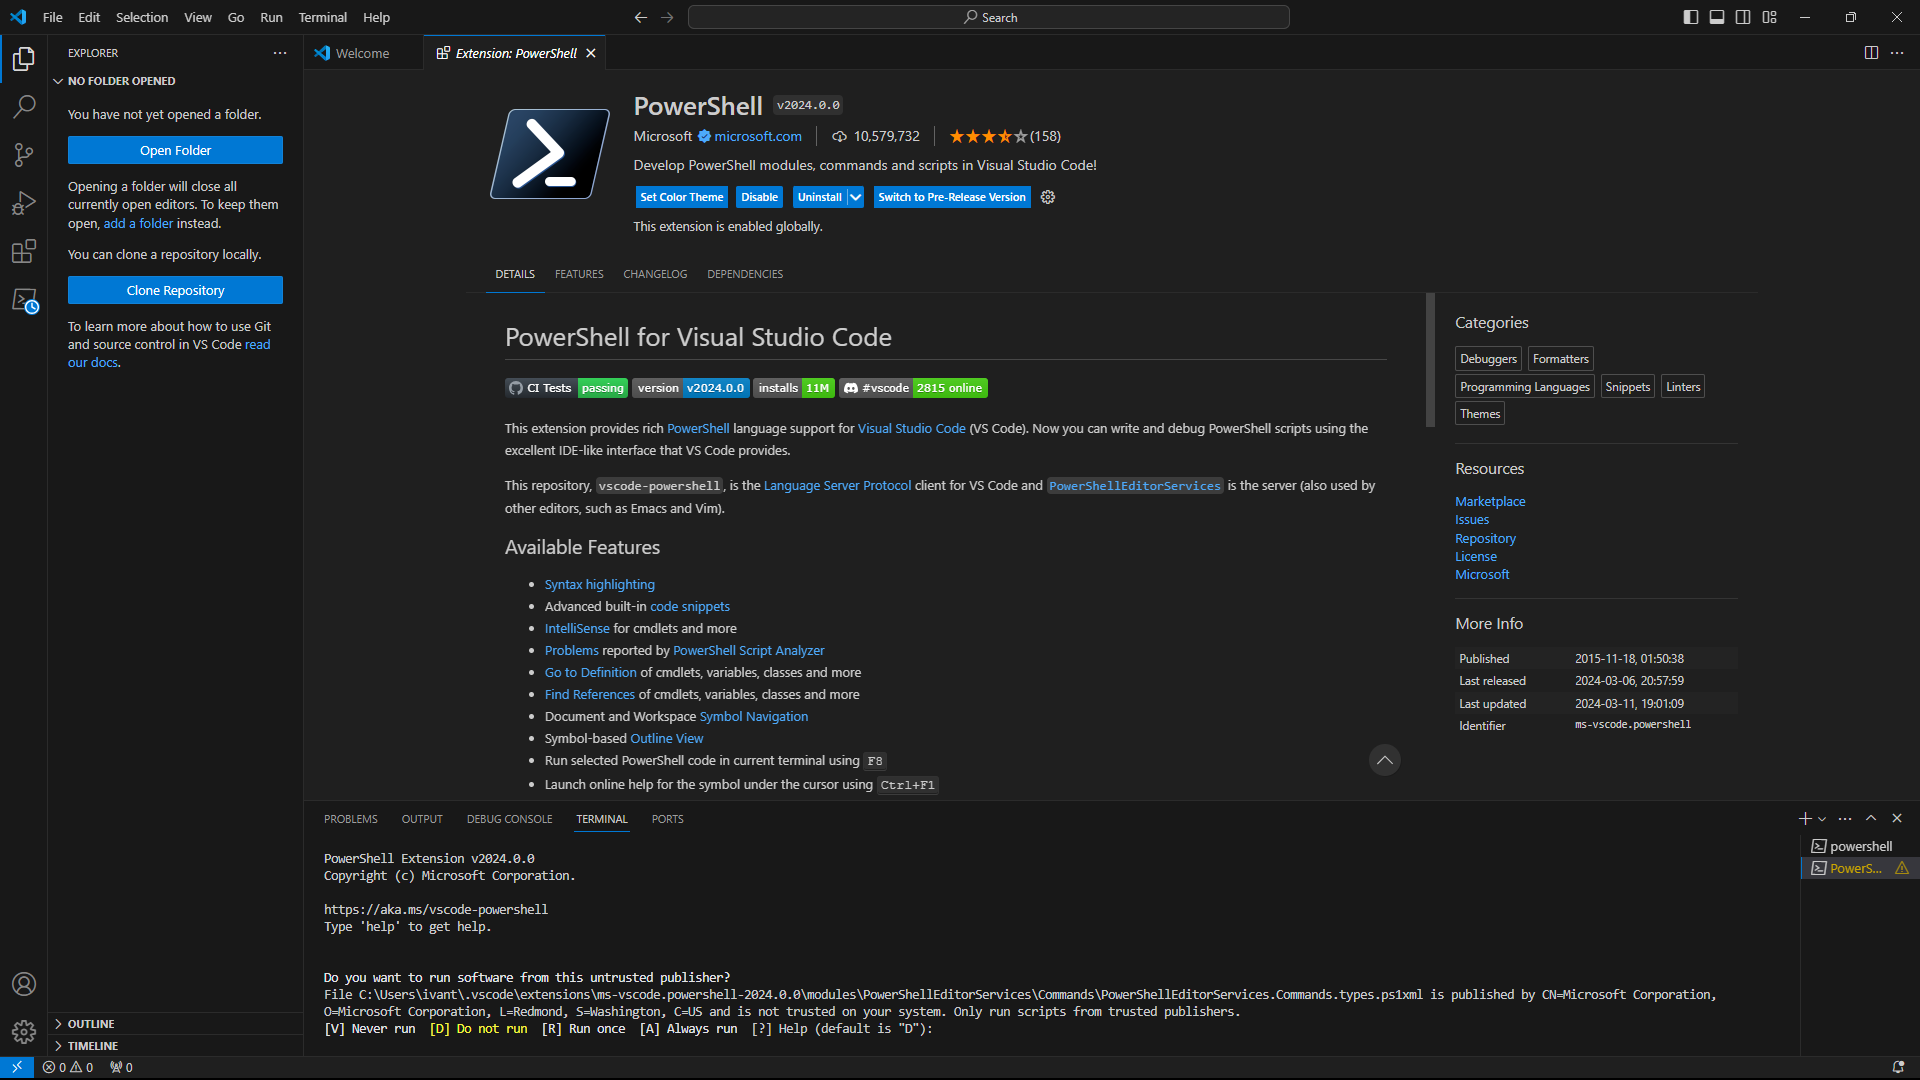 File Edit Selection View Go Run Terminal Help
Search
EXPLORER
NO FOLDER OPENED
You have not yet opened a folder.
Open Folder
Opening a folder will close all
currently open editors. To keep them
open, add a folder instead.
You can clone a repository locally.
Clone Repository
To learn more about how to use Git
and source control in VS Code read
our docs.
OUTLINE
TIMELINE
Welcome
Extension: PowerShell
PowerShell v2024.0.0
Microsoft microsoft.com 10,579,732 (158)
Develop PowerShell modules, commands and scripts in Visual Studio Code!
Set Color Theme Disable Uninstall Switch to Pre-Release Version
This extension is enabled globally.
DETAILS FEATURES CHANGELOG DEPENDENCIES
PowerShell for Visual Studio Code
CI Tests passing version v2024.0.0 installs 11M #vscode 2815 online
This extension provides rich PowerShell language support for Visual Studio Code (VS Code). Now you can write and debug PowerShell scripts using the
excellent IDE-like interface that VS Code provides.
This repository, vscode-powershell, is the Language Server Protocol client for VS Code and PowerShellEditorServices is the server (also used by
other editors, such as Emacs and Vim).
Available Features
• Syntax highlighting
• Advanced built-in code snippets
• IntelliSense for cmdlets and more
• Problems reported by PowerShell Script Analyzer
• Go to Definition of cmdlets, variables, classes and more
• Find References of cmdlets, variables, classes and more
• Document and Workspace Symbol Navigation
• Symbol-based Outline View
• Run selected PowerShell code in current terminal using F8
• Launch online help for the symbol under the cursor using Ctrl+F1
Categories
Debuggers Formatters
Programming Languages Snippets Linters
Themes
Resources
Marketplace
Issues
Repository
License
Microsoft
More Info
Published 2015-11-18, 01:50:38
Last released 2024-03-06, 20:57:59
Last updated 2024-03-11, 19:01:09
Identifier ms-vscode.powershell
PROBLEMS OUTPUT DEBUG CONSOLE TERMINAL PORTS
PowerShell Extension v2024.0.0
Copyright (c) Microsoft Corporation.
https://aka.ms/vscode-powershell
Type 'help' to get help.
Do you want to run software from this untrusted publisher?
File C:\Users\ivant\.vscode\extensions\ms-vscode.powershell-2024.0.0\modules\PowerShellEditorServices\Commands\PowerShellEditorServices.Commands.types.ps1xml is published by CN=Microsoft Corporation,
O=Microsoft Corporation, L=Redmond, S=Washington, C=US and is not trusted on your system. Only run scripts from trusted publishers.
[V] Never run [D] Do not run [R] Run once [A] Always run [?] Help (default is "D"):
powershell
PowerS...
0 0 0